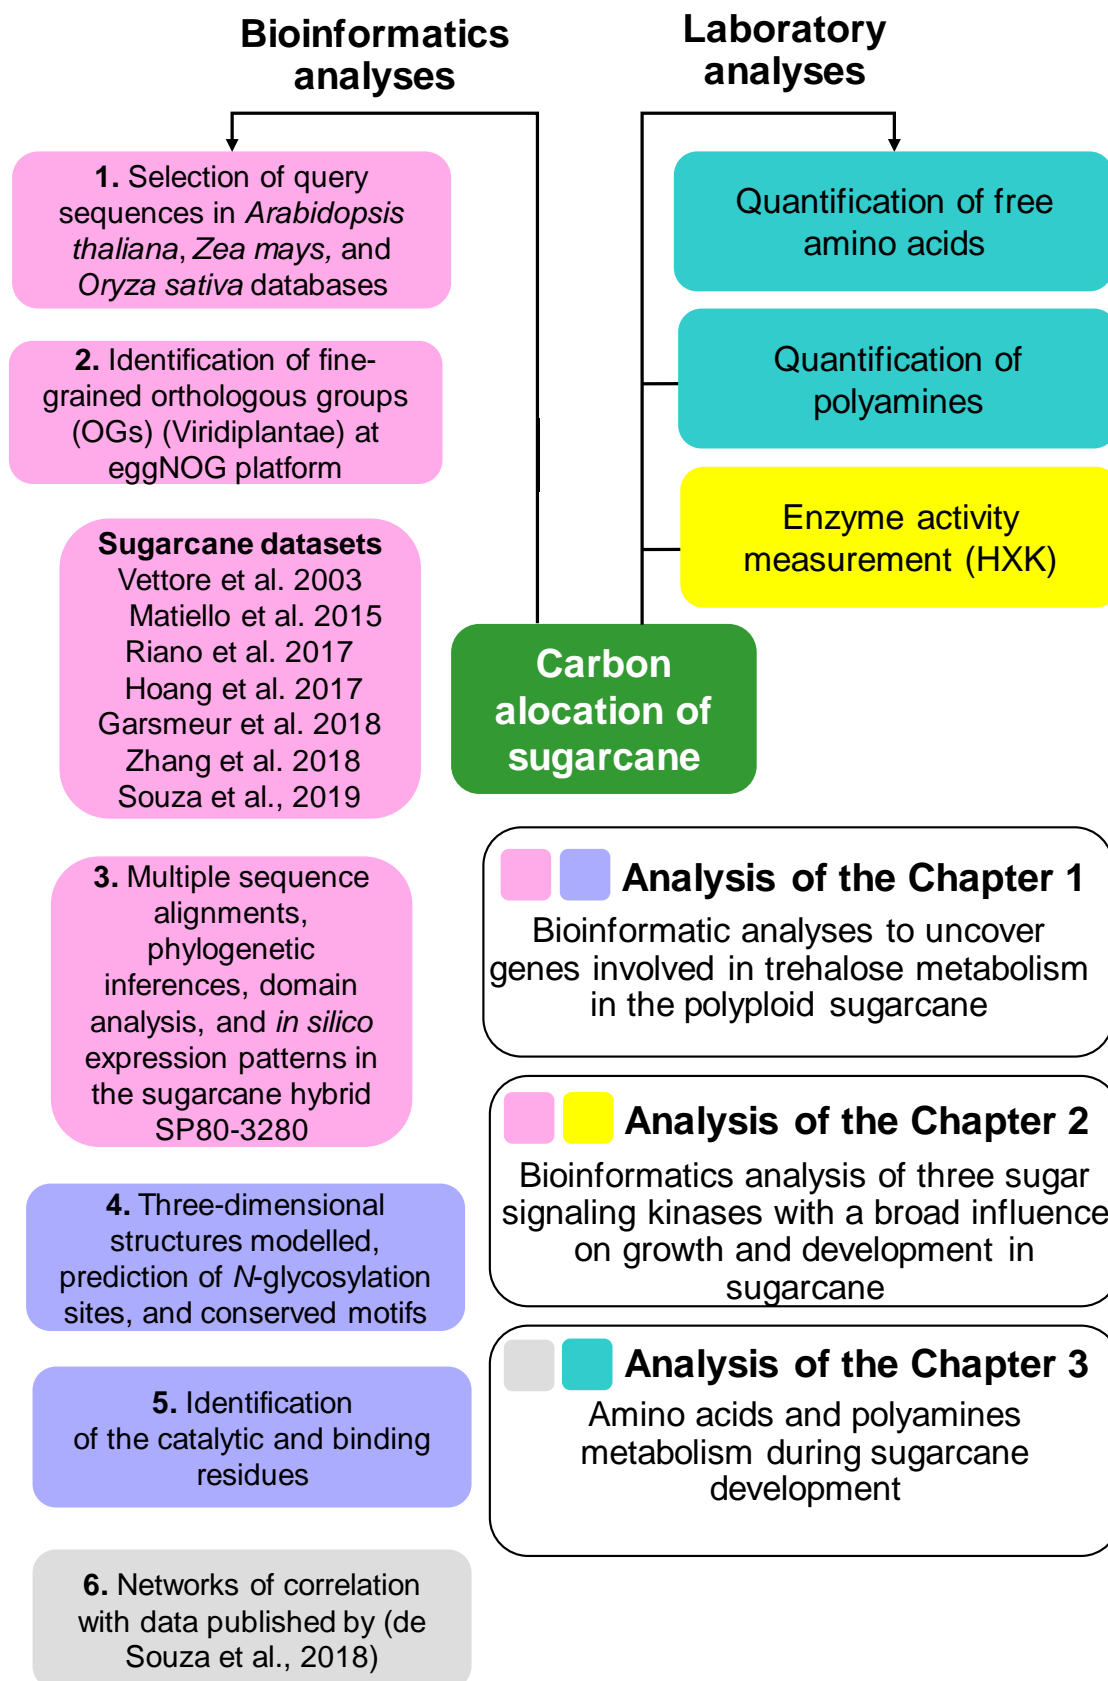 Bioinformatics
analyses
Laboratory
analyses
1. Selection of query
sequences in Arabidopsis
thaliana, Zea mays, and
Oryza sativa databases
2. Identification of fine-
grained orthologous groups
(OGs) (Viridiplantae) at
eggNOG platform
Sugarcane datasets
Vettore et al. 2003
Matiello et al. 2015
Riano et al. 2017
Hoang et al. 2017
Garsmeur et al. 2018
Zhang et al. 2018
Souza et al., 2019
3. Multiple sequence
alignments,
phylogenetic
inferences, domain
analysis, and in silico
expression patterns in
the sugarcane hybrid
SP80-3280
4. Three-dimensional
structures modelled,
prediction of N-glycosylation
sites, and conserved motifs
5. Identification
of the catalytic and binding
residues
6. Networks of correlation
with data published by (de
Souza et al., 2018)
Quantification of free
amino acids
Quantification of
polyamines
Enzyme activity
measurement (HXK)
Carbon
alocation of
sugarcane
Analysis of the Chapter 1
Bioinformatic analyses to uncover
genes involved in trehalose metabolism
in the polyploid sugarcane
Analysis of the Chapter 2
Bioinformatics analysis of three sugar
signaling kinases with a broad influence
on growth and development in
sugarcane
Analysis of the Chapter 3
Amino acids and polyamines
metabolism during sugarcane
development